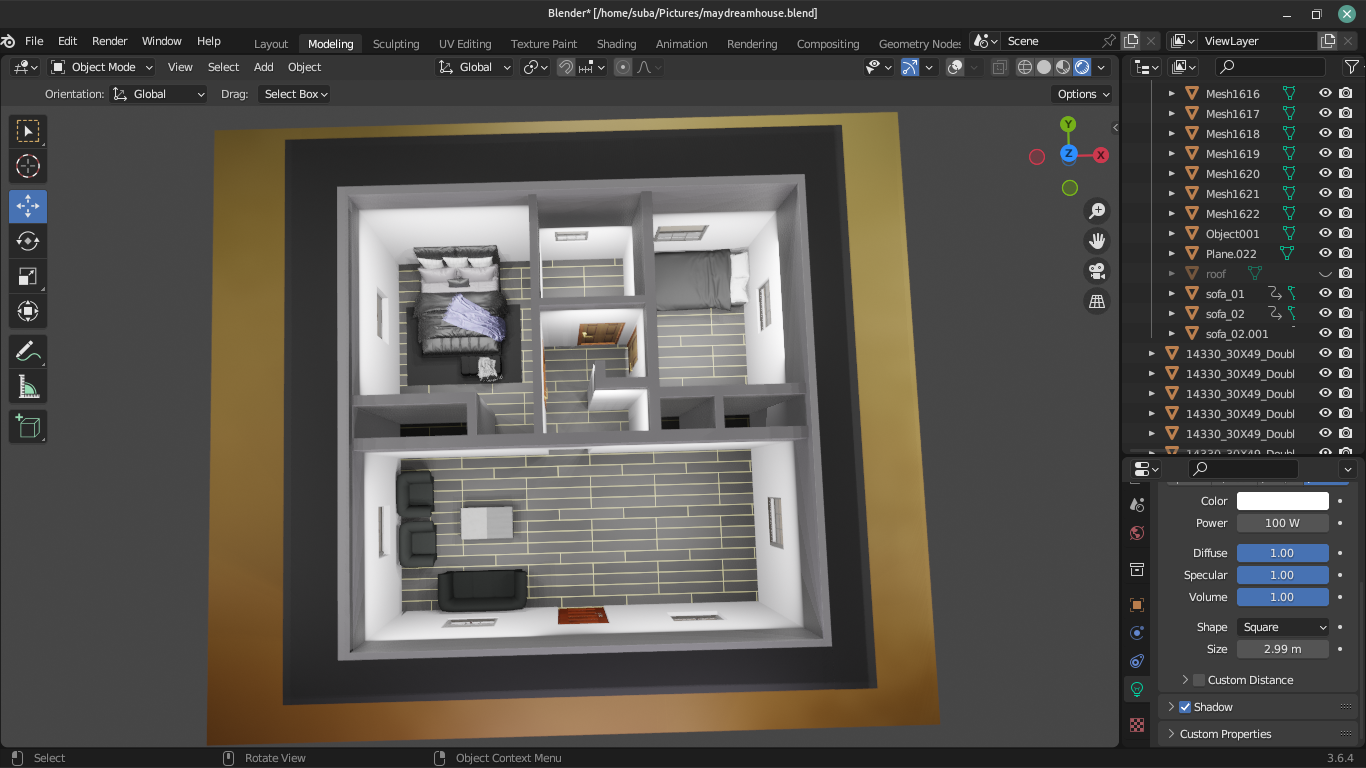 Blender* [/home/suba/Pictures/maydreamhouse.blend]
File Edit Render Window Help Layout Modeling Sculpting UV Editing Texture Paint Shading Animation Rendering Compositing Geometry Nodes Scene ViewLayer
Object Mode View Select Add Object Global
Orientation: Global Drag: Select Box Options
Y
Z X
Mesh1616
Mesh1617
Mesh1618
Mesh1619
Mesh1620
Mesh1621
Mesh1622
Object001
Plane.022
roof
sofa_01
sofa_02
sofa_02.001
14330_30X49_Doubl
14330_30X49_Doubl
14330_30X49_Doubl
14330_30X49_Doubl
14330_30X49_Doubl
Color
Power 100 W
Diffuse 1.00
Specular 1.00
Volume 1.00
Shape Square
Size 2.99 m
Custom Distance
Shadow
Custom Properties
Select Rotate View Object Context Menu 3.6.4